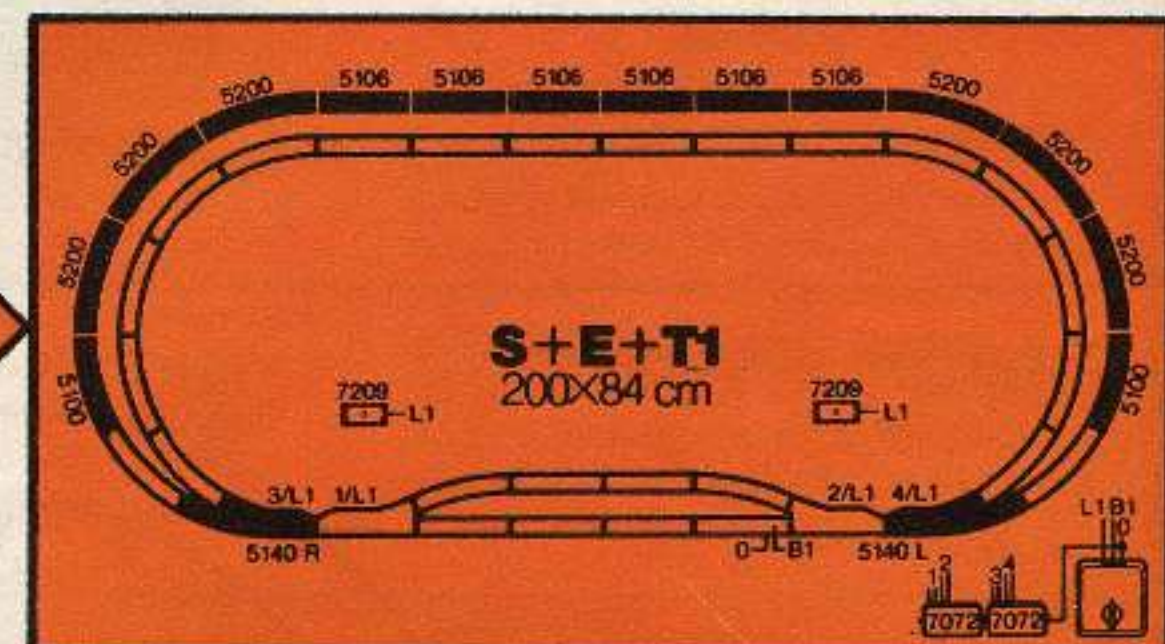 5200 5106 5106 5106 5106 5106 5106 5200
5200 5200
5200 5200
S+E+T1
200X84 cm
5100 5100
7209 7209
L1 L1
3/L1 1/L1 2/L1 4/L1
L1 B1
0
5140 R 0 B1 5140 L
1 2 3 4
7072 7072